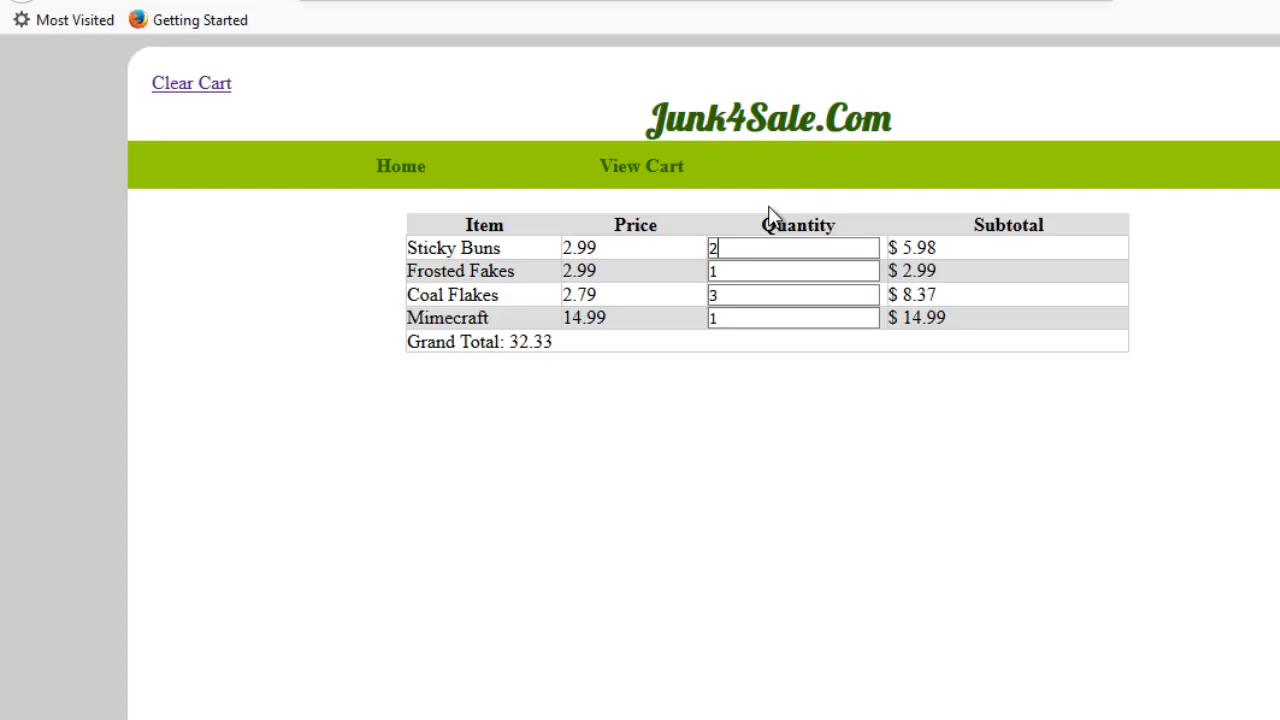 Most Visited Getting Started
Clear Cart
Junk4Sale.Com
Home View Cart
Item Price Quantity Subtotal
Sticky Buns 2.99 2 $ 5.98
Frosted Fakes 2.99 1 $ 2.99
Coal Flakes 2.79 3 $ 8.37
Mimecraft 14.99 1 $ 14.99
Grand Total: 32.33